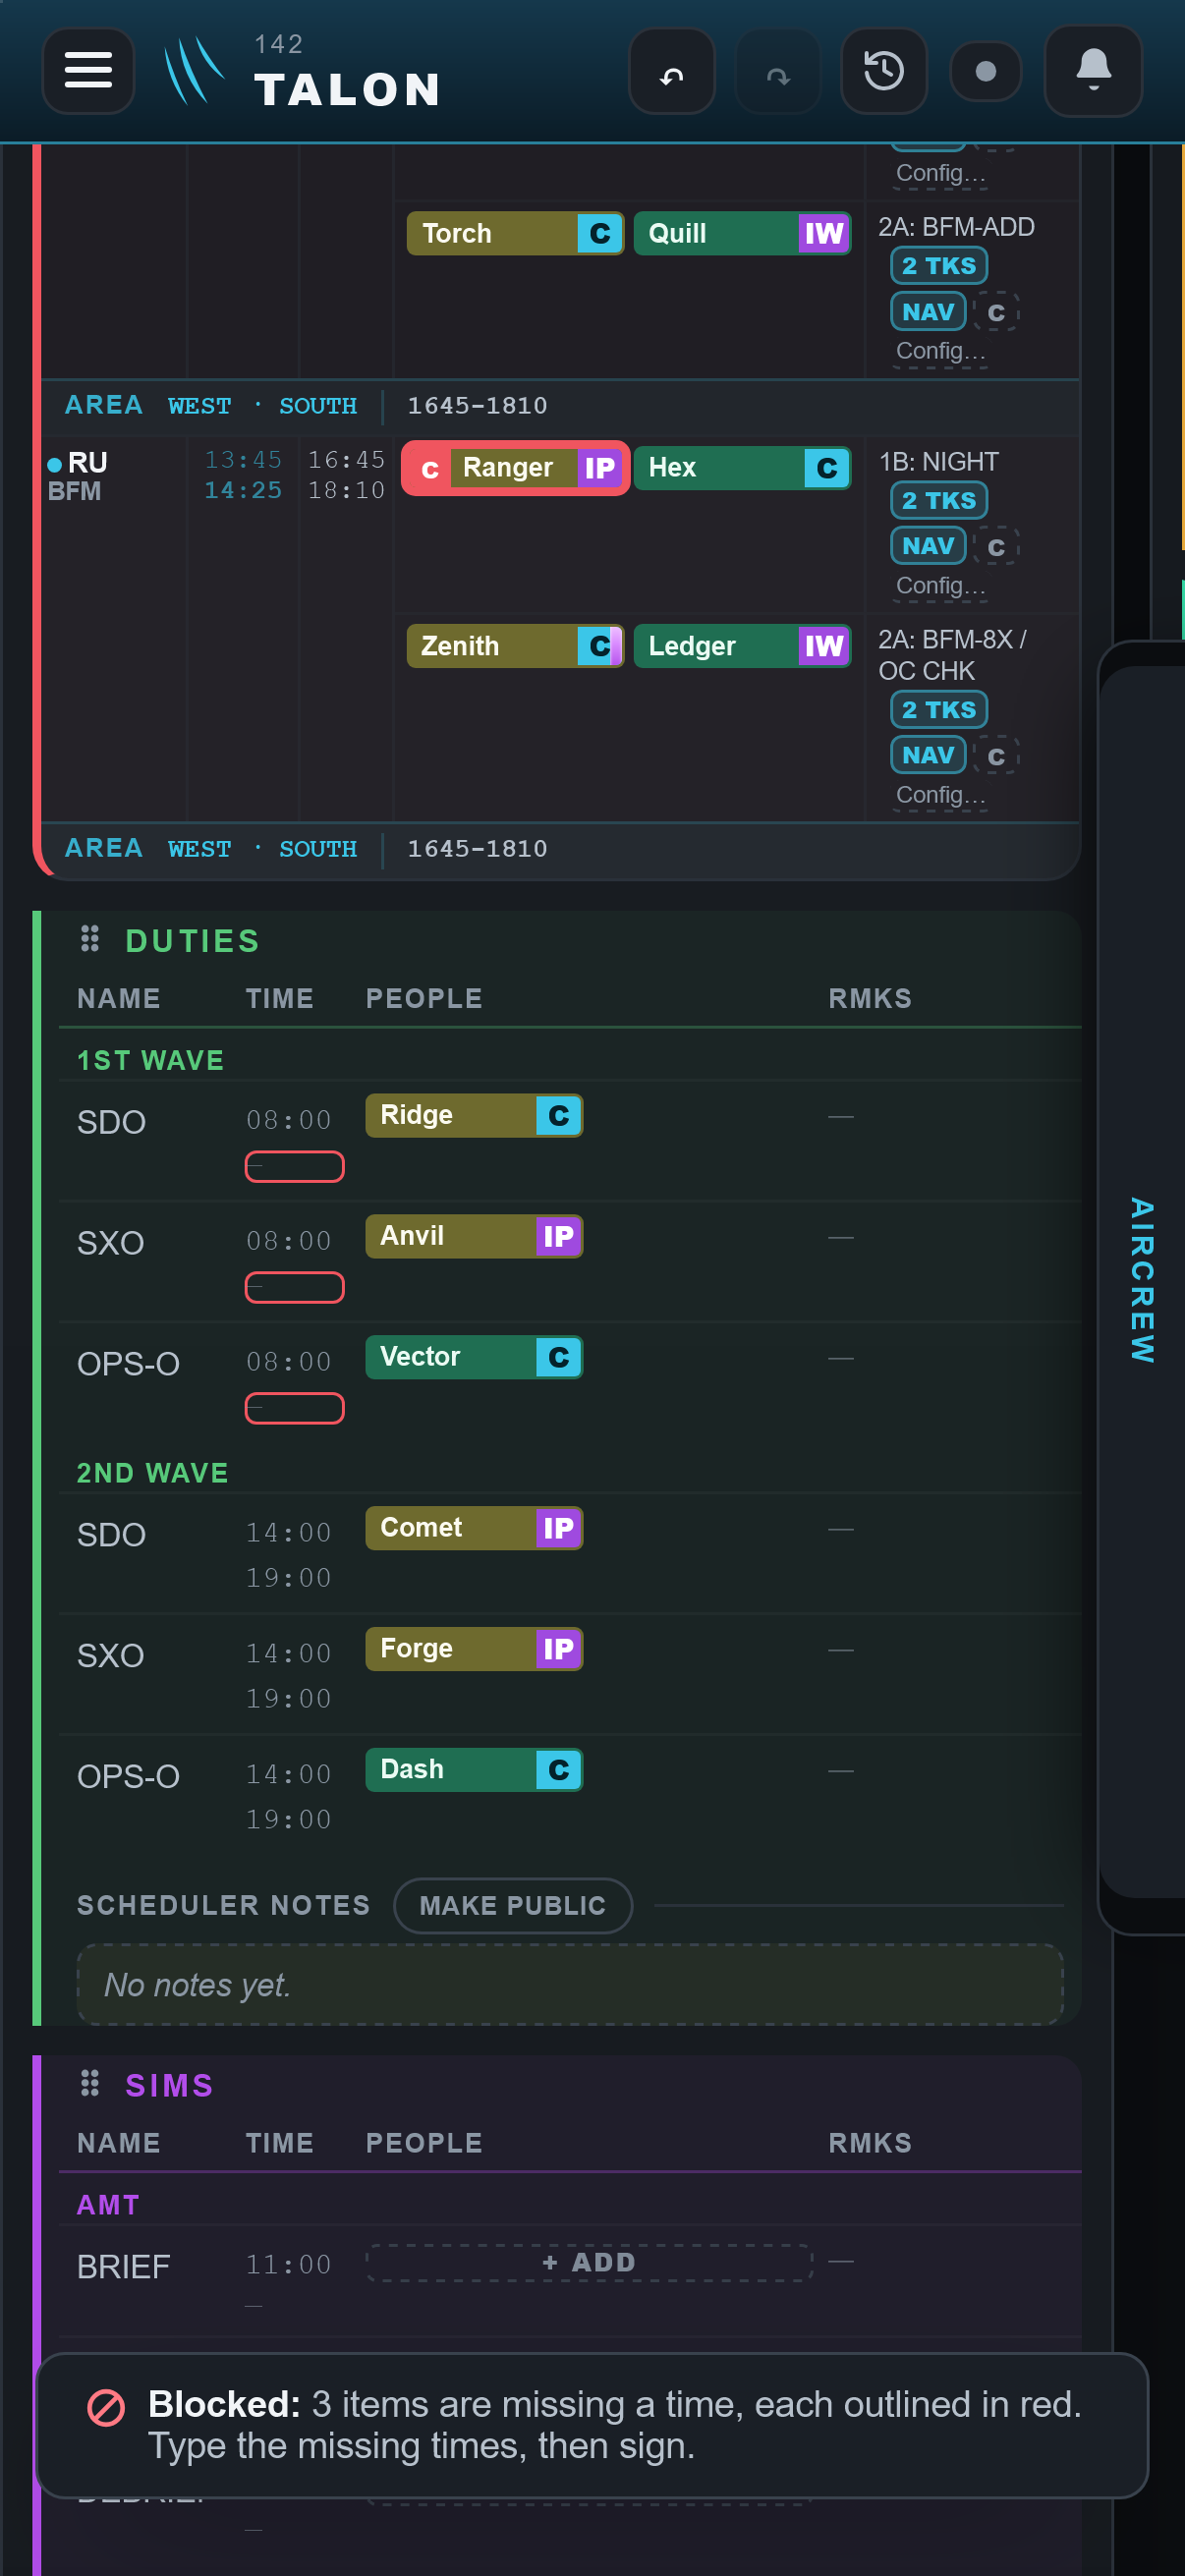 142
TALON
Config...
Torch C Quill IW 2A: BFM-ADD
2 TKS
NAV C
Config...
AREA WEST · SOUTH 1645-1810
RU 13:45 16:45 C Ranger IP Hex C 1B: NIGHT
BFM 14:25 18:10
2 TKS
NAV C
Config...
Zenith C Ledger IW 2A: BFM-8X /
OC CHK
2 TKS
NAV C
Config...
AREA WEST · SOUTH 1645-1810
DUTIES
NAME TIME PEOPLE RMKS
1ST WAVE
SDO 08:00 Ridge C —
—
SXO 08:00 Anvil IP —
—
OPS-O 08:00 Vector C —
—
2ND WAVE
SDO 14:00 Comet IP —
19:00
SXO 14:00 Forge IP —
19:00
OPS-O 14:00 Dash C —
19:00
SCHEDULER NOTES MAKE PUBLIC
No notes yet.
SIMS
NAME TIME PEOPLE RMKS
AMT
BRIEF 11:00 + ADD —
—
Blocked: 3 items are missing a time, each outlined in red.
Type the missing times, then sign.
—
AIRCREW